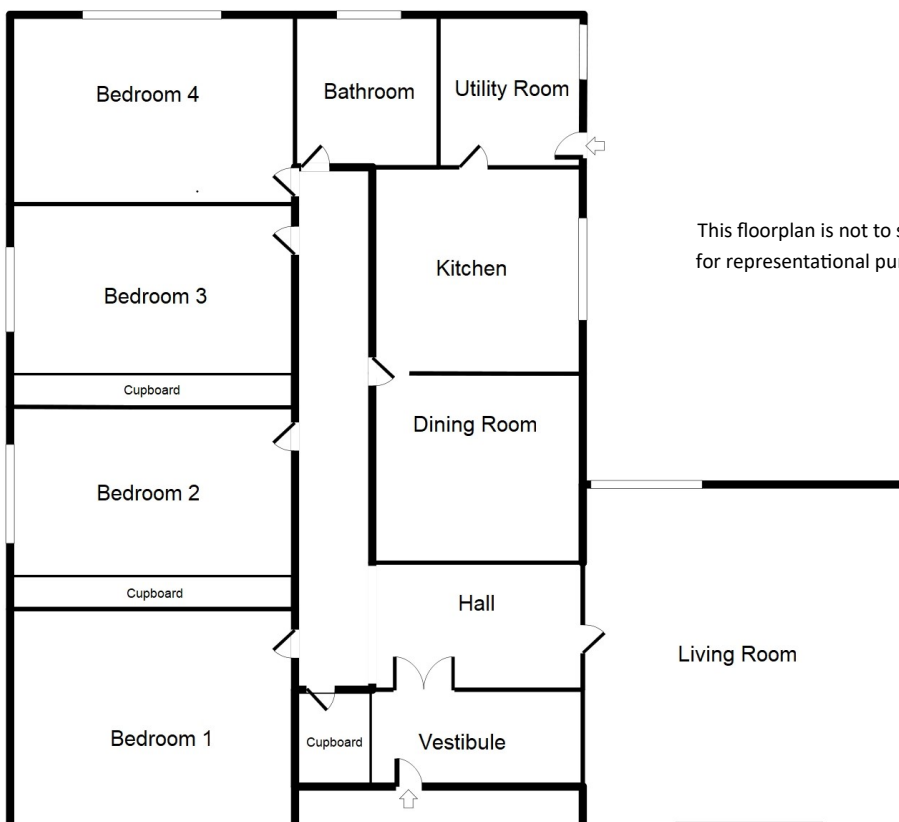 Bedroom 4
Bathroom
Utility Room
This floorplan is not to
for representational
Kitchen
Bedroom 3
Cupboard
Dining Room
Bedroom 2
Cupboard
Hall
Living Room
Bedroom 1
Cupboard
Vestibule